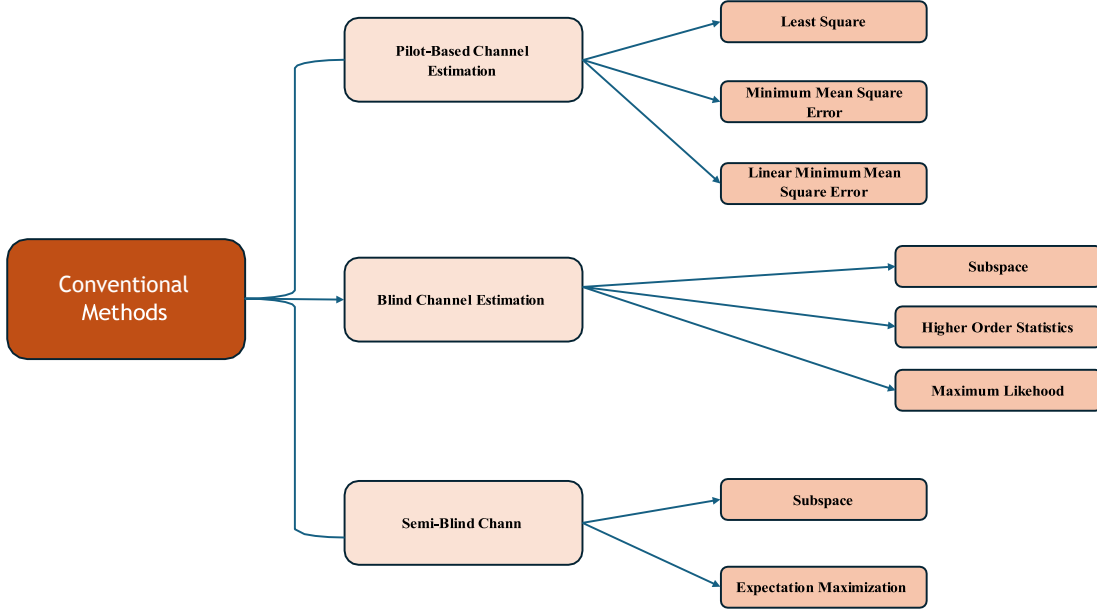 Conventional
Methods
Pilot-Based Channel
Estimation
Least Square
Minimum Mean Square
Error
Linear Minimum Mean
Square Error
Blind Channel Estimation
Subspace
Higher Order Statistics
Maximum Likehood
Semi-Blind Chann
Subspace
Expectation Maximization